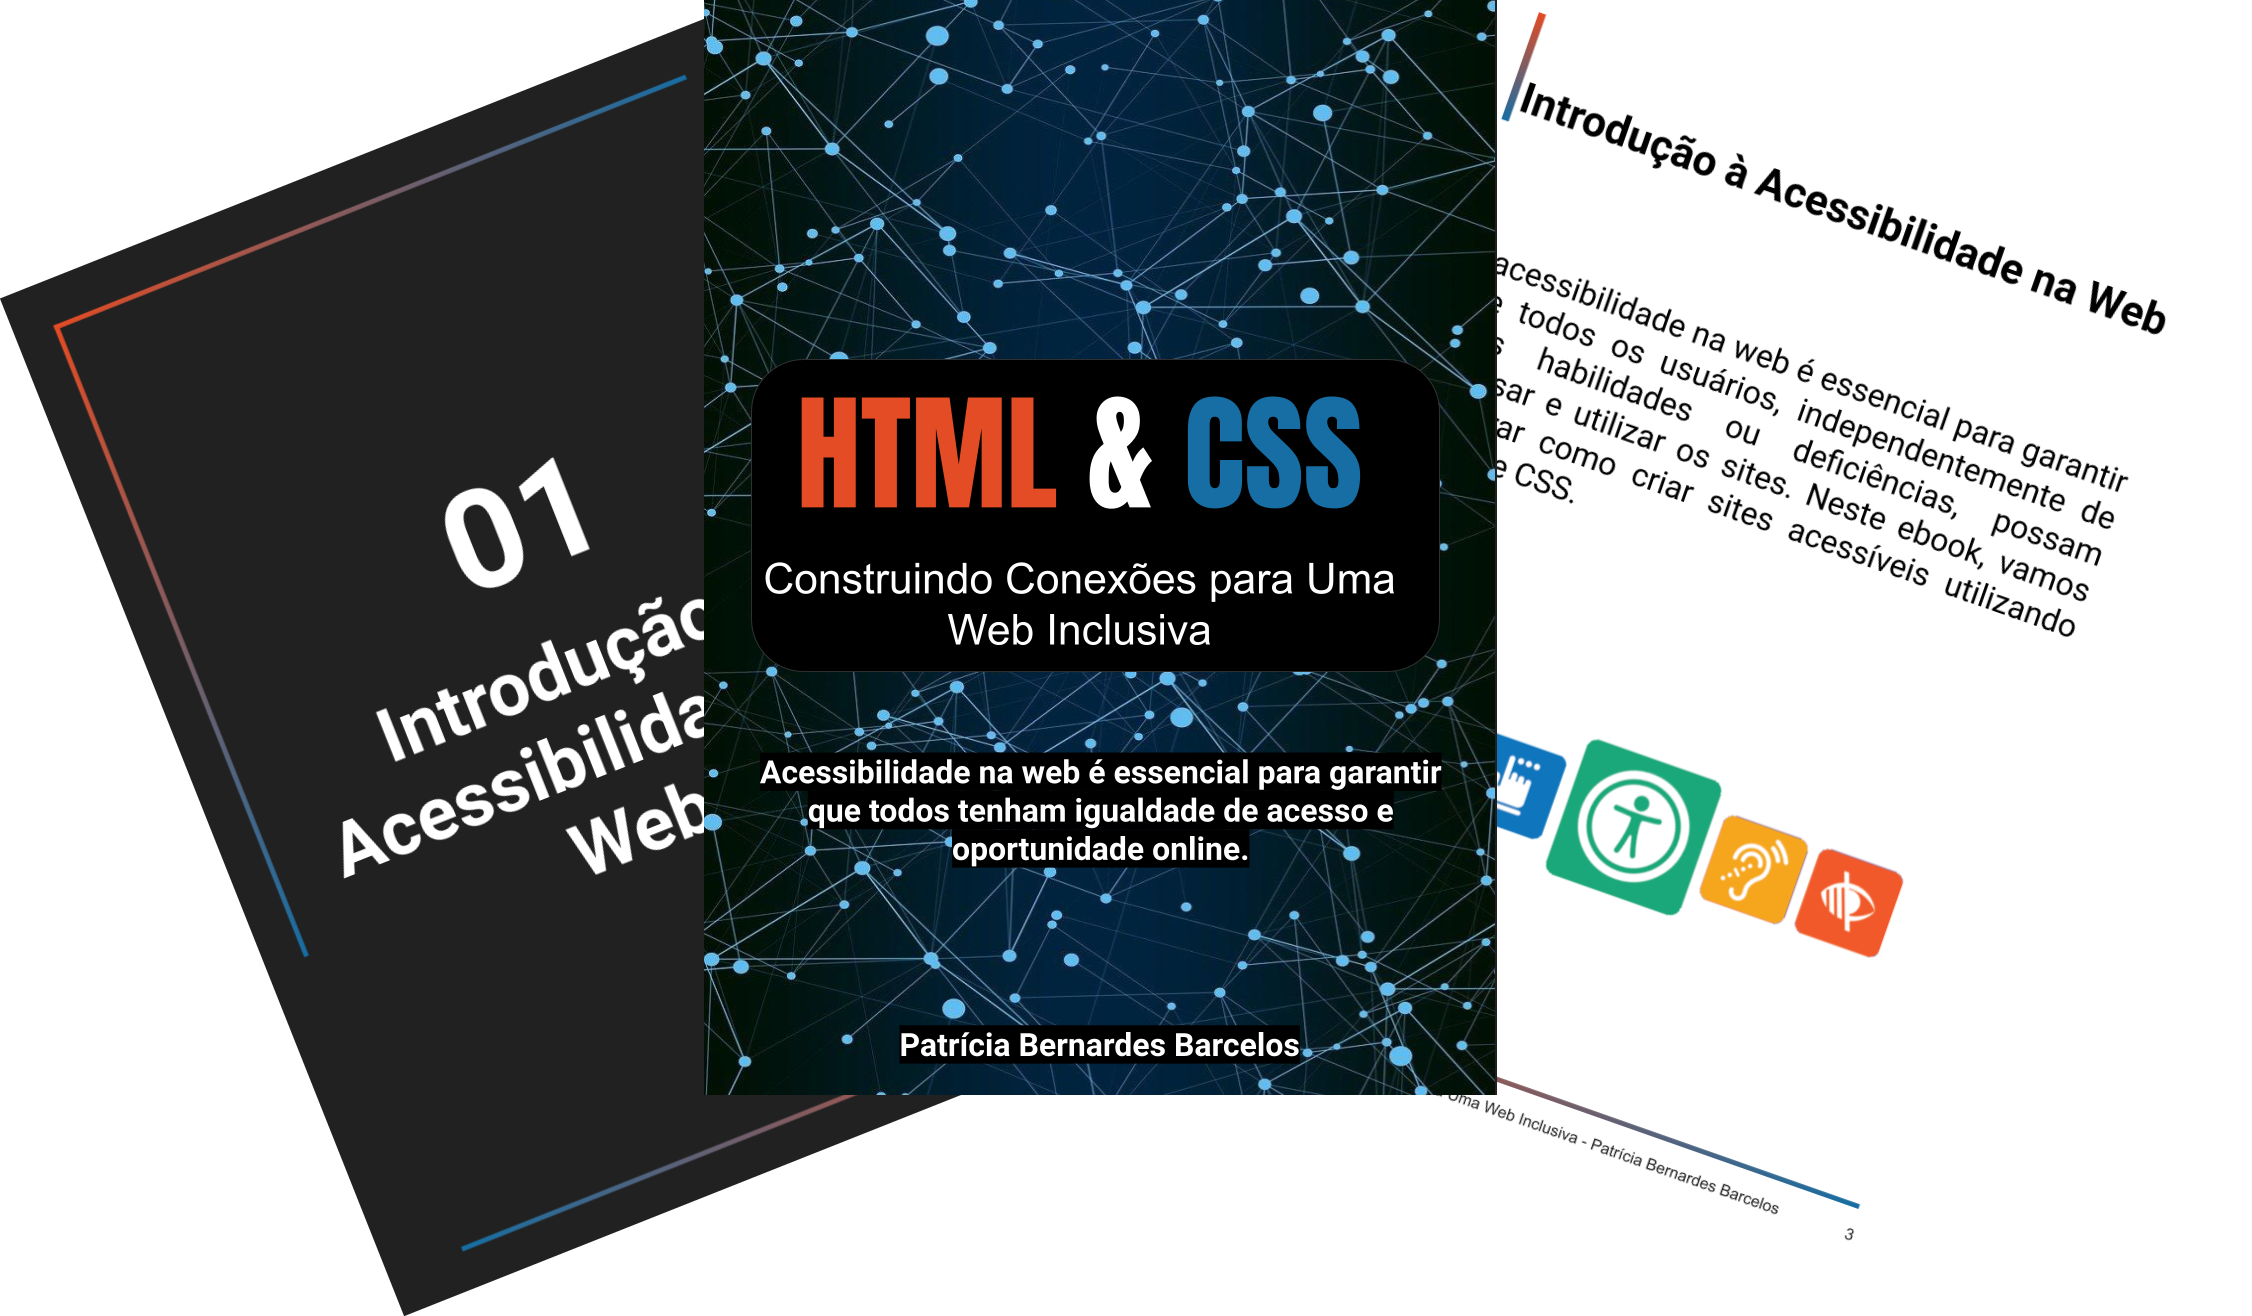 01
Introdução
Acessibilida
Web
HTML & CSS
Construindo Conexões para Uma
Web Inclusiva
Acessibilidade na web é essencial para garantir
que todos tenham igualdade de acesso e
oportunidade online.
Patrícia Bernardes Barcelos
Introdução à Acessibilidade na Web
acessibilidade na web é essencial para garantir
e todos os usuários, independentemente de
s habilidades ou deficiências, possam
sar e utilizar os sites. Neste ebook, vamos
rar como criar sites acessíveis utilizando
e CSS.
Uma Web Inclusiva - Patrícia Bernardes Barcelos
3